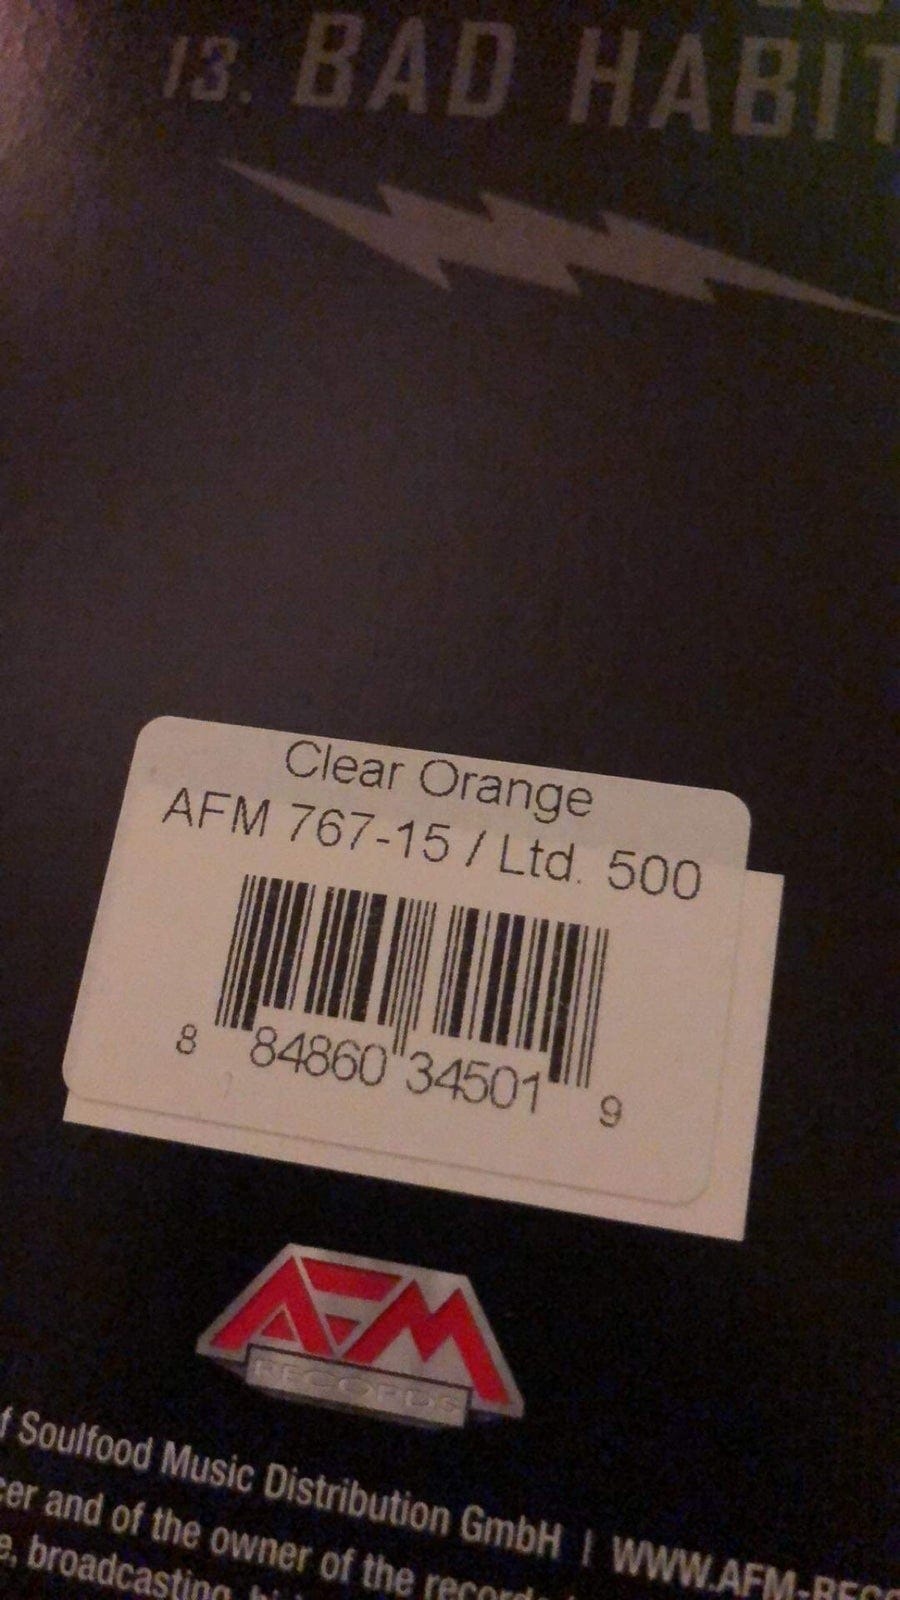 13. BAD HABIT
Clear Orange
AFM 767-15 / Ltd. 500
8 84860 34501 9
AFM
RECORDS
f Soulfood Music Distribution GmbH | WWW.AFM-RECO
cer and of the owner of the
e, broadcasting,